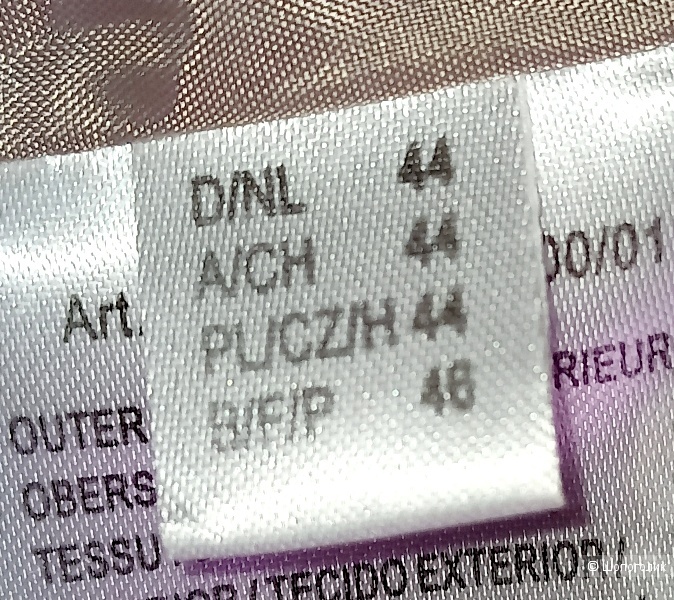 D/NL 44
A/CH 44
PL/CZ/H 44
B/F/P 46
Art.
00/01
RIEUR
OUTER
OBERS
TESSU
/ TECIDO EXTERIOR /